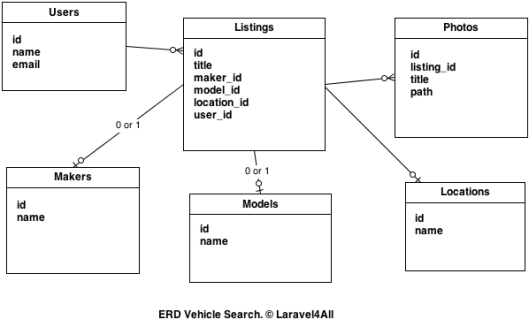 Users
id
name
email
Listings
id
title
maker_id
model_id
location_id
user_id
Photos
id
listing_id
title
path
0 or 1
0 or 1
Makers
id
name
Models
id
name
Locations
id
name
ERD Vehicle Search. © Laravel4All